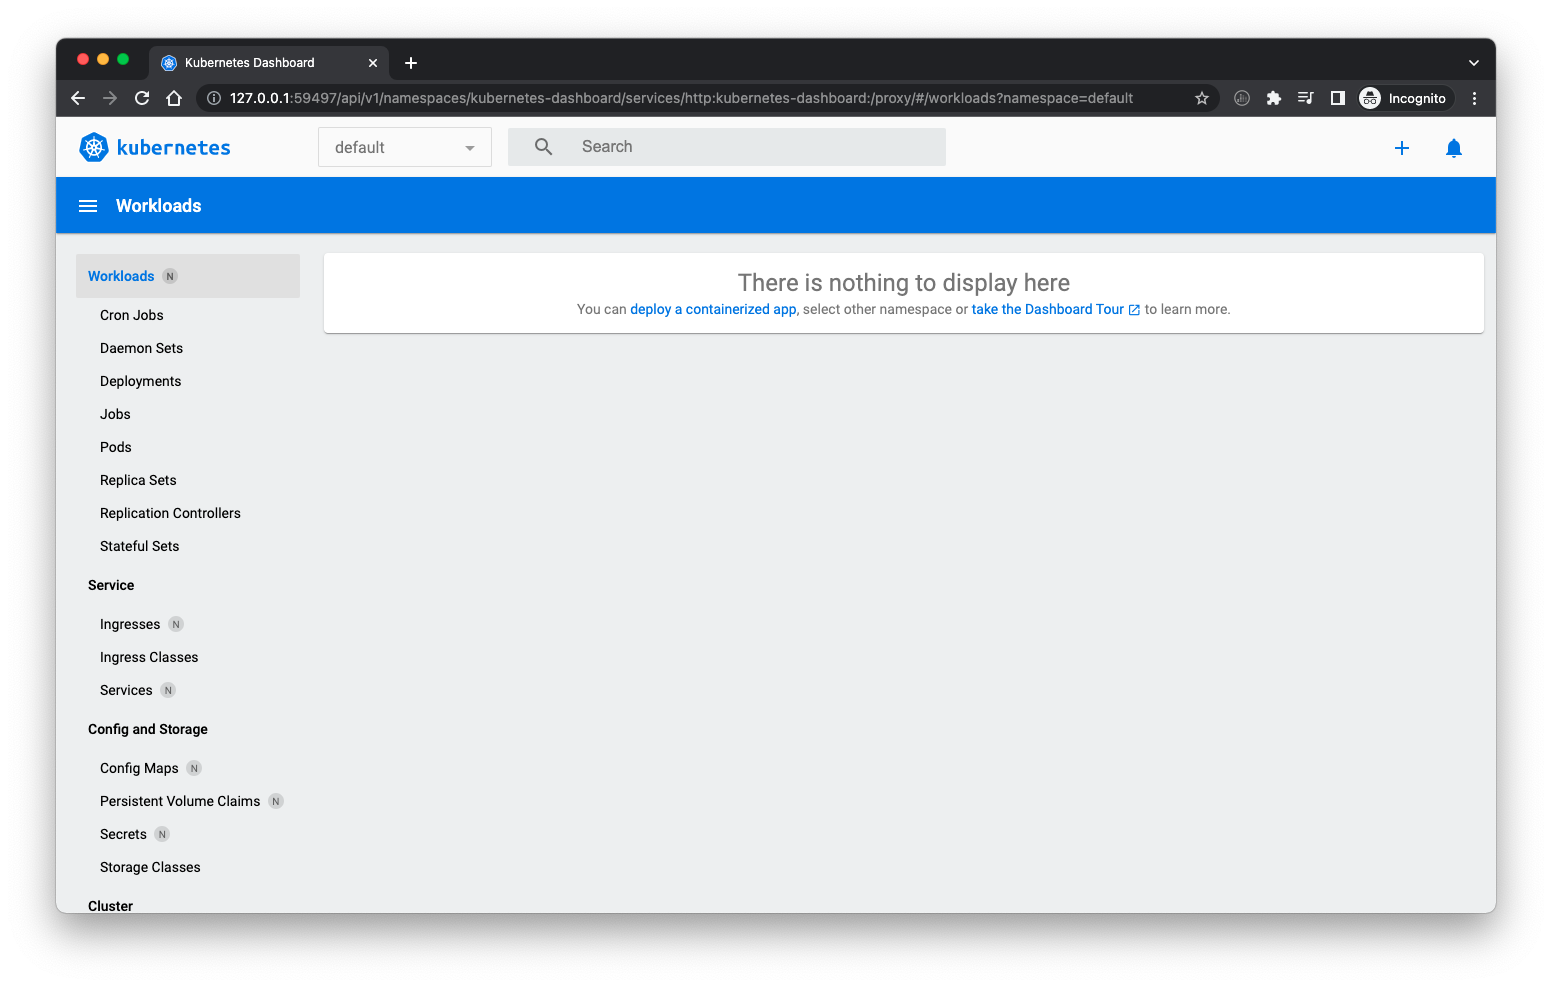 Kubernetes Dashboard
127.0.0.1:59497/api/v1/namespaces/kubernetes-dashboard/services/http:kubernetes-dashboard:/proxy/#/workloads?namespace=default
Incognito
kubernetes
default
Search
Workloads
Workloads N
There is nothing to display here
You can deploy a containerized app, select other namespace or take the Dashboard Tour to learn more.
Cron Jobs
Daemon Sets
Deployments
Jobs
Pods
Replica Sets
Replication Controllers
Stateful Sets
Service
Ingresses N
Ingress Classes
Services N
Config and Storage
Config Maps N
Persistent Volume Claims N
Secrets N
Storage Classes
Cluster